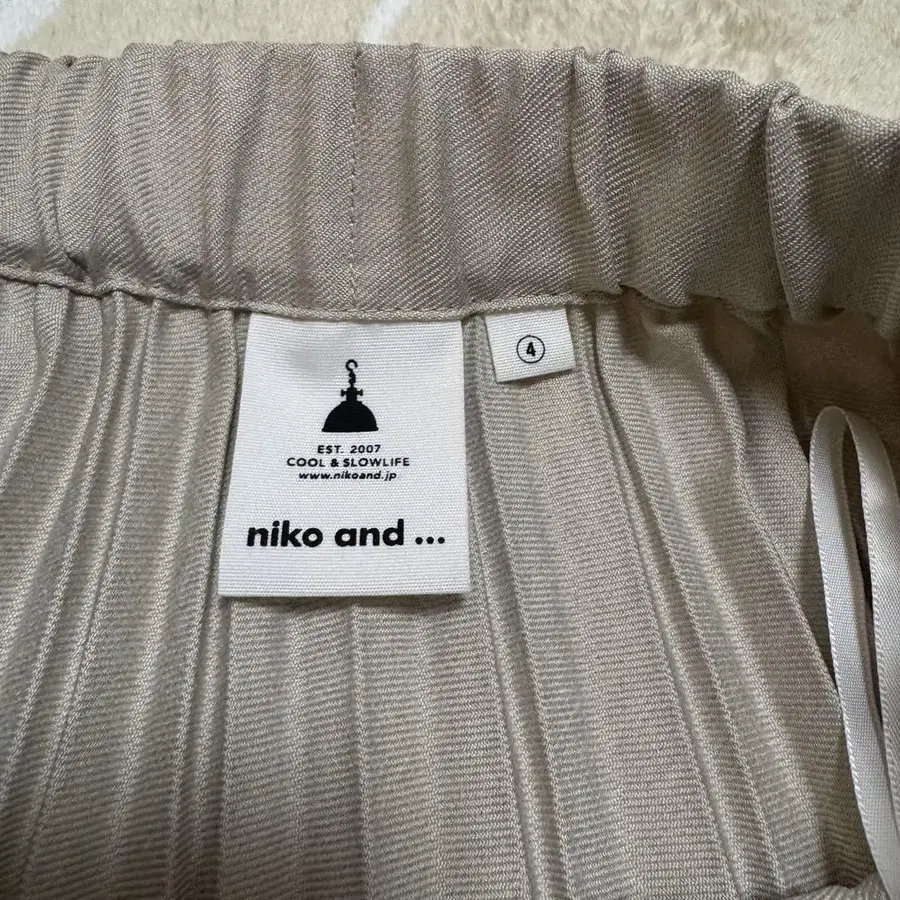 EST. 2007
COOL & SLOWLIFE
www.nikoand.jp
niko and ...
4